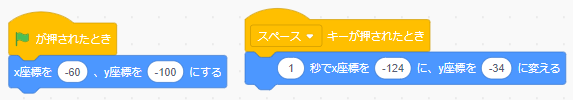 が押されたとき
x座標を -60 、y座標を -100 にする
スペース キーが押されたとき
1 秒でx座標を -124 に、y座標を -34 に変える